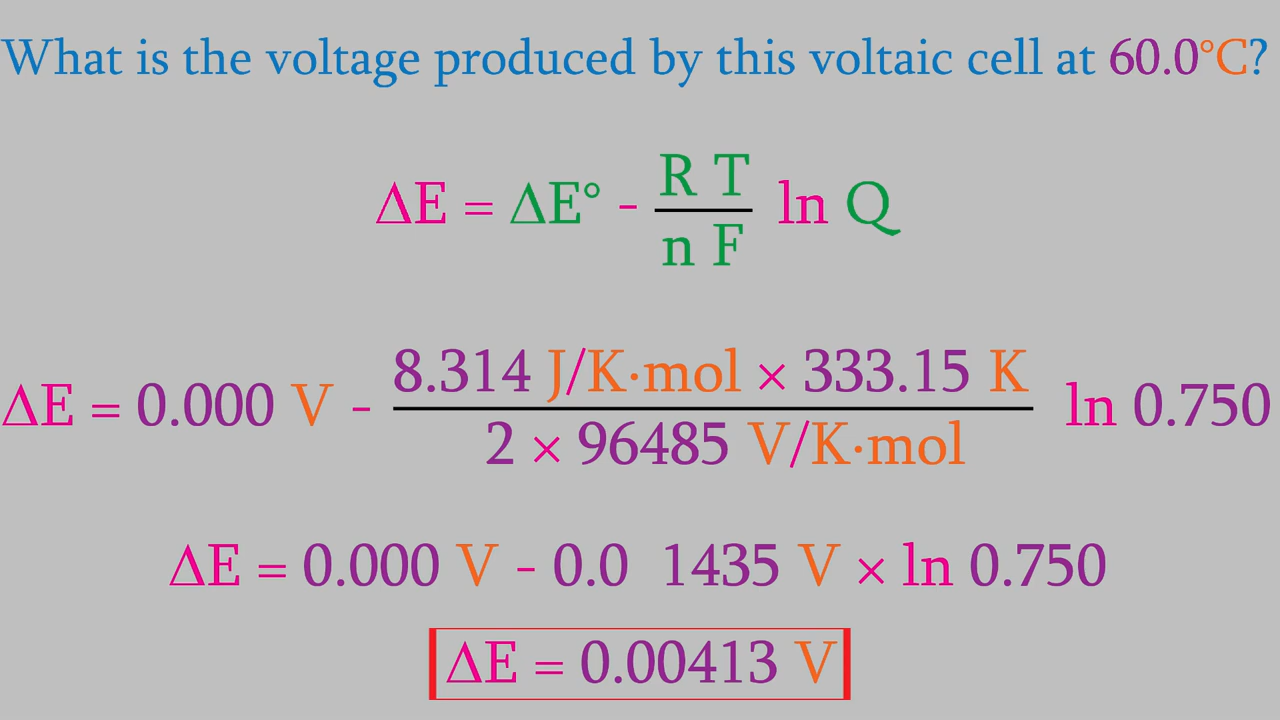 What is the voltage produced by this voltaic cell at 60.0°C?
ΔE = ΔE° - R T / n F ln Q
ΔE = 0.000 V - 8.314 J/K·mol × 333.15 K / 2 × 96485 V/K·mol ln 0.750
ΔE = 0.000 V - 0.0 1435 V × ln 0.750
ΔE = 0.00413 V